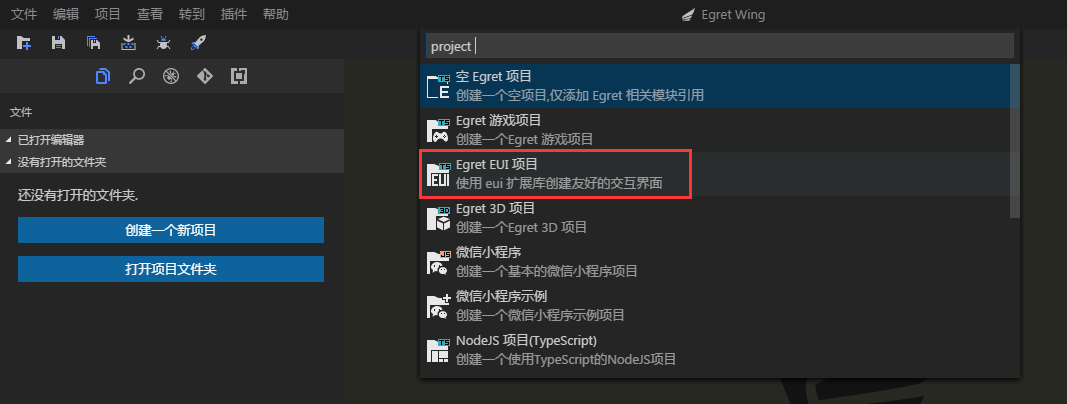 文件 编辑 项目 查看 转到 插件 帮助 Egret Wing
project
文件
已打开编辑器
没有打开的文件夹
还没有打开的文件夹.
创建一个新项目
打开项目文件夹
空 Egret 项目
创建一个空项目,仅添加 Egret 相关模块引用
Egret 游戏项目
创建一个Egret 游戏项目
Egret EUI 项目
使用 eui 扩展库创建友好的交互界面
Egret 3D 项目
创建一个Egret 3D 项目
微信小程序
创建一个基本的微信小程序项目
微信小程序示例
创建一个微信小程序示例项目
NodeJS 项目(TypeScript)
创建一个使用TypeScript的NodeJS项目